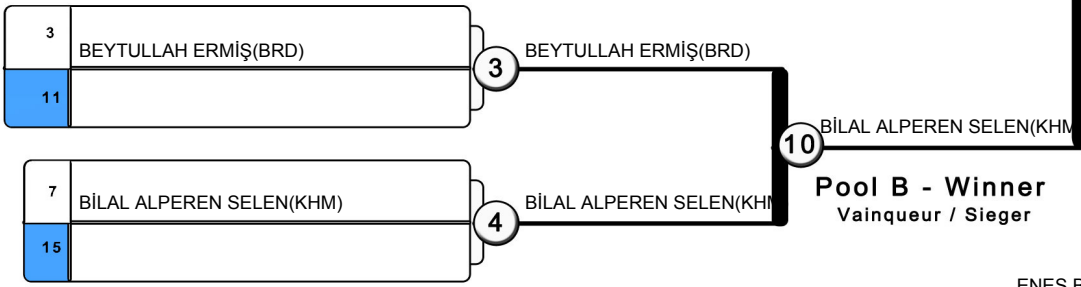 3
BEYTULLAH ERMİŞ(BRD)
11
3
BEYTULLAH ERMİŞ(BRD)
10
BİLAL ALPEREN SELEN(KHM
Pool B - Winner
Vainqueur / Sieger
7
BİLAL ALPEREN SELEN(KHM)
15
4
BİLAL ALPEREN SELEN(KHM
ENES